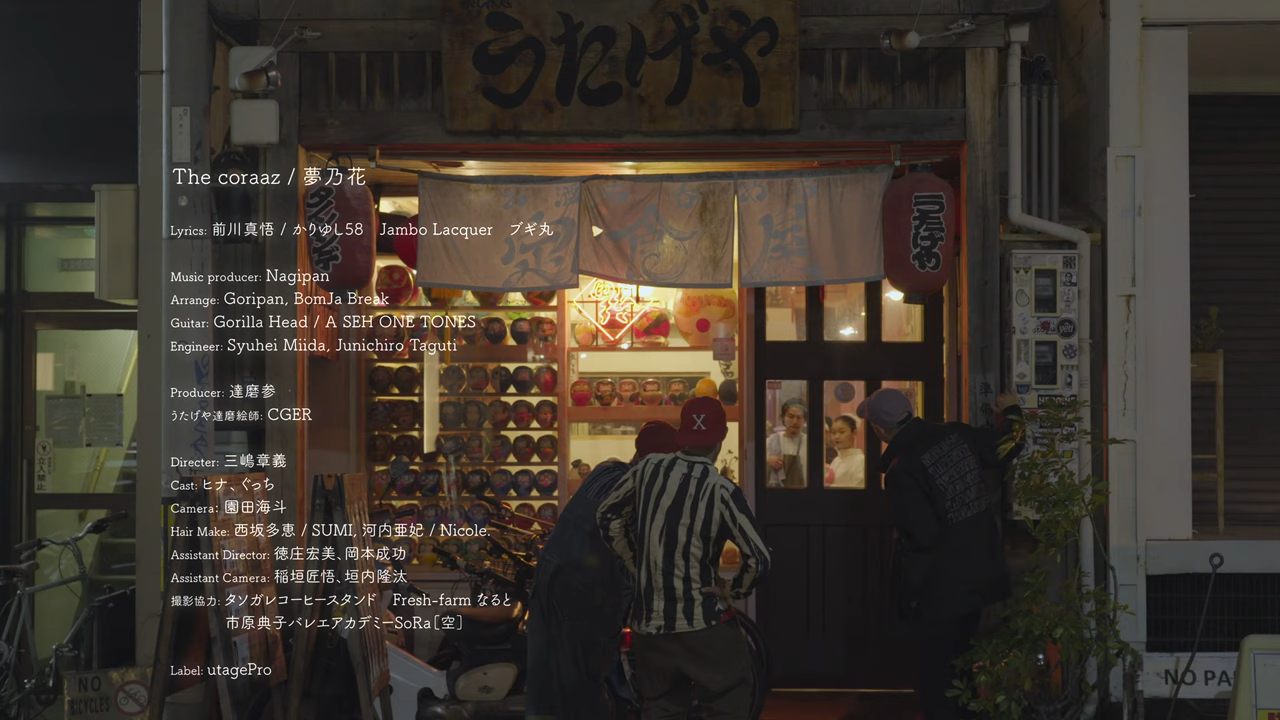 うたげや
The coraaz / 夢乃花
Lyrics: 前川真悟 / かりゆし58 Jambo Lacquer ブギ丸
Music producer: Nagipan
Arrange: Goripan, BomJa Break
Guitar: Gorilla Head / A SEH ONE TONES
Engineer: Syuhei Miida, Junichiro Taguti
Producer: 達磨参
うたげや達磨絵師: CGER
Directer: 三嶋章義
Cast: ヒナ、ぐっち
Camera: 園田海斗
Hair Make: 西坂多恵 / SUMI, 河内亜妃 / Nicole.
Assistant Director: 徳庄宏美、岡本成功
Assistant Camera: 稲垣匠悟、垣内隆汰
撮影協力: タソガレコーヒースタンド Fresh-farm なると
市原典子バレエアカデミーSoRa［空］
Label: utagePro
うたげや
X
立入禁止
NO
BICYCLES
NO PA